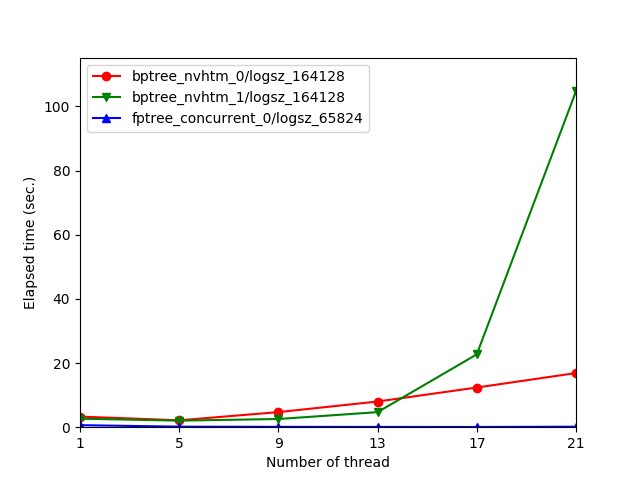 bptree_nvhtm_0/logsz_164128
bptree_nvhtm_1/logsz_164128
fptree_concurrent_0/logsz_65824
100
80
60
40
20
0
Elapsed time (sec.)
1 5 9 13 17 21
Number of thread